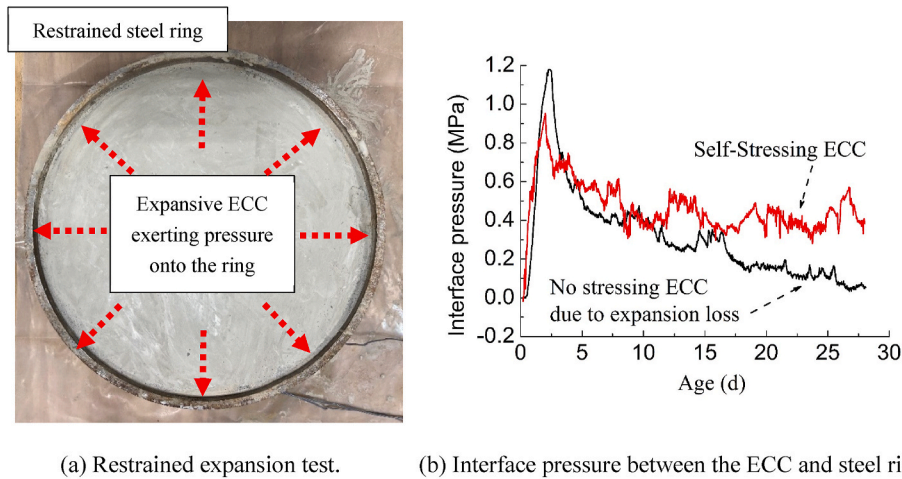 Restrained steel ring
Expansive ECC
exerting pressure
onto the ring
Interface pressure (MPa)
1.2
1.0
0.8
0.6
0.4
0.2
0.0
-0.2
Self-Stressing ECC
No stressing ECC
due to expansion loss
0 5 10 15 20 25 30
Age (d)
(a) Restrained expansion test.
(b) Interface pressure between the ECC and steel ri